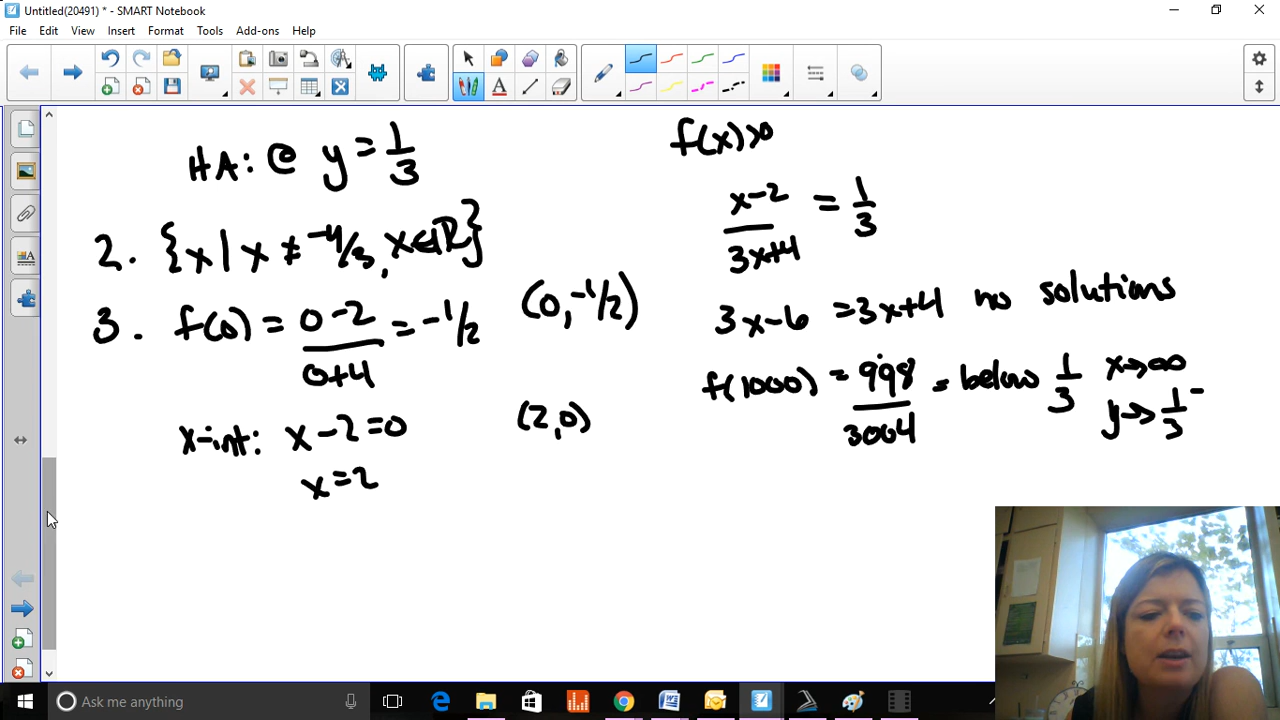 Untitled(20491) * - SMART Notebook
File Edit View Insert Format Tools Add-ons Help
HA: @ y = 1/3
2. {x | x ≠ -4/3, x∈ℝ}
3. f(0) = (0-2)/(0+4) = -1/2 (0, -1/2)
x-int: x-2=0 (2,0)
x=2
f(x)>0
(x-2)/(3x+4) = 1/3
3x-6 = 3x+4 no solutions
f(1000) = 998/3004 = below 1/3 x→∞
y→ 1/3⁻
Ask me anything